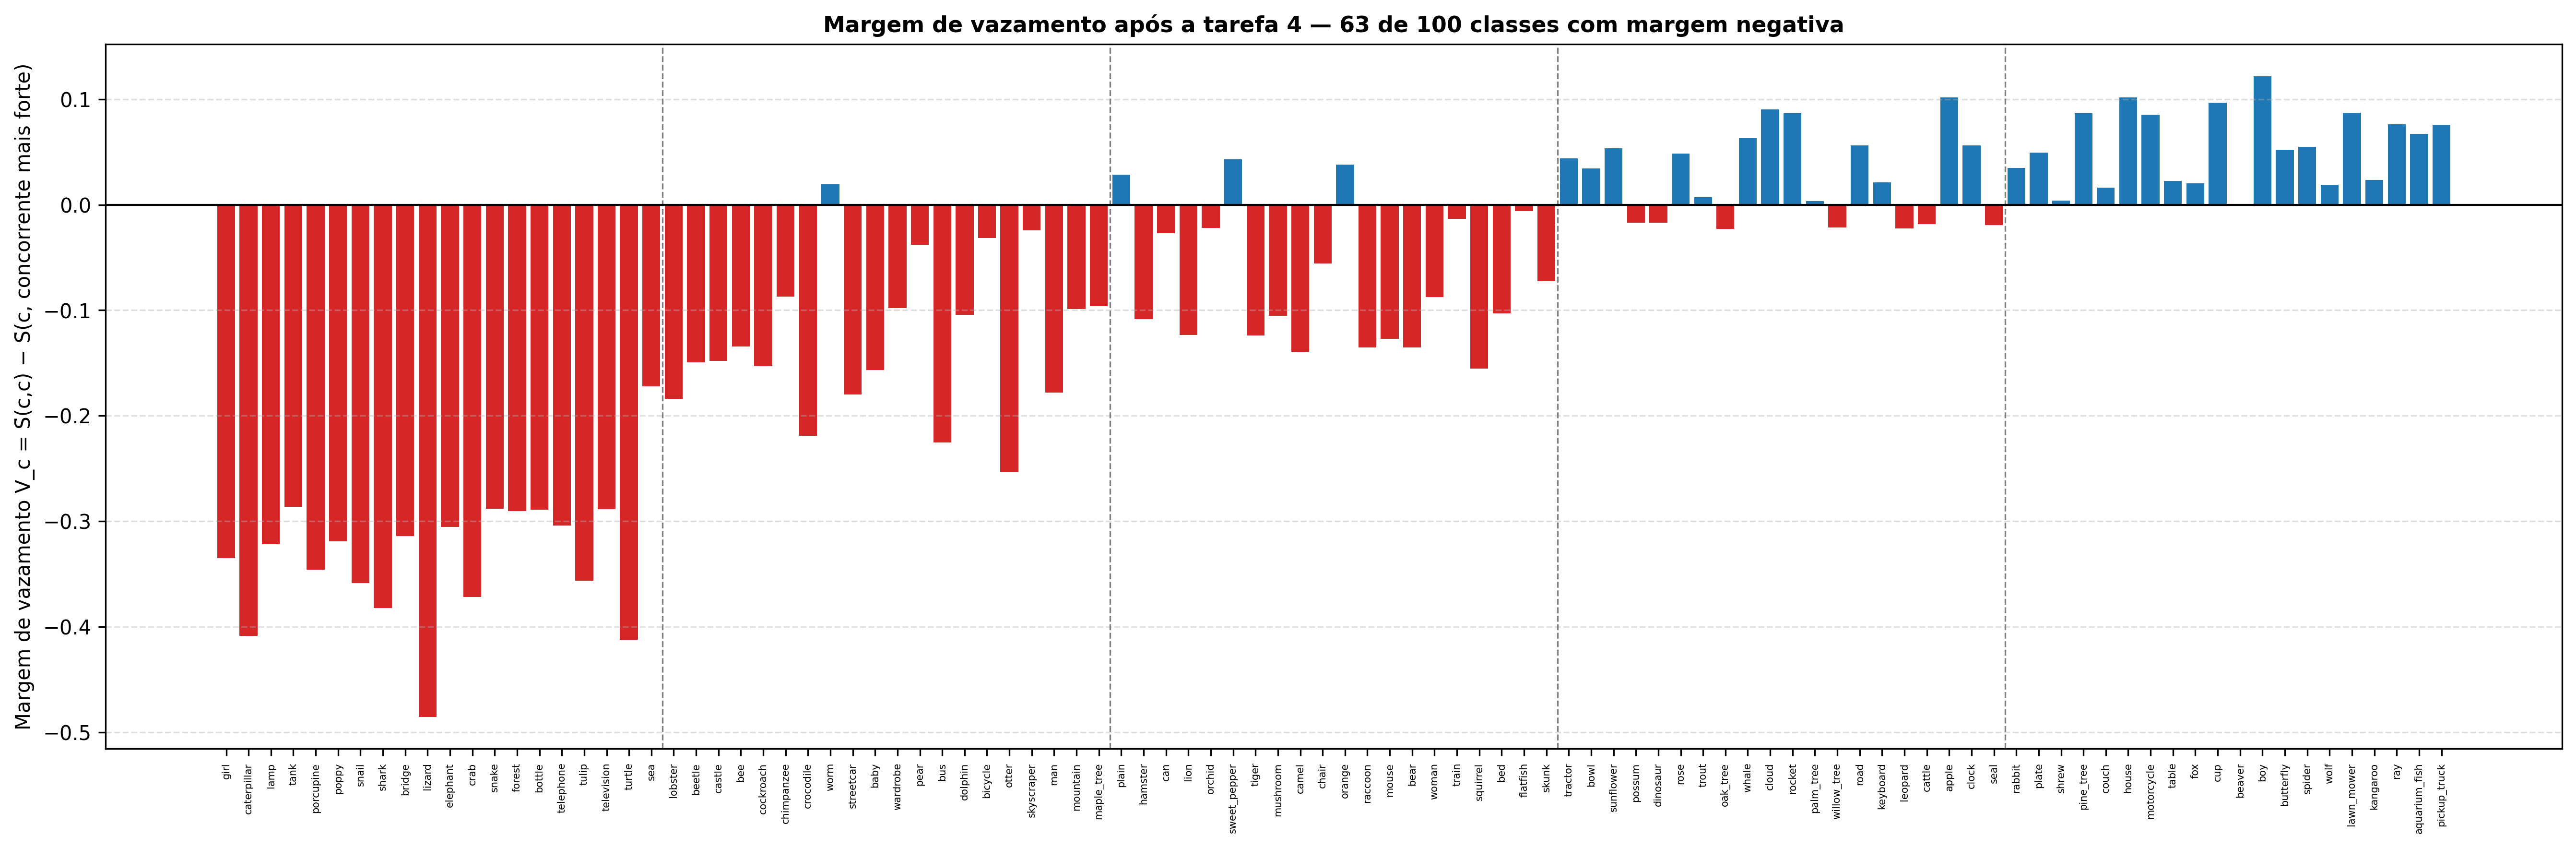 Margem de vazamento após a tarefa 4 — 63 de 100 classes com margem negativa
Margem de vazamento V_c = S(c,c) − S(c, concorrente mais forte)
0.1
0.0
−0.1
−0.2
−0.3
−0.4
−0.5
girl
caterpillar
lamp
tank
porcupine
poppy
snail
shark
bridge
lizard
elephant
crab
snake
forest
bottle
telephone
tulip
television
turtle
sea
lobster
beetle
castle
bee
cockroach
chimpanzee
crocodile
worm
streetcar
baby
wardrobe
pear
bus
dolphin
bicycle
otter
skyscraper
man
mountain
maple_tree
plain
hamster
can
lion
orchid
sweet_pepper
tiger
mushroom
camel
chair
orange
raccoon
mouse
bear
woman
train
squirrel
bed
flatfish
skunk
tractor
bowl
sunflower
possum
dinosaur
rose
trout
oak_tree
whale
cloud
rocket
palm_tree
willow_tree
road
keyboard
leopard
cattle
apple
clock
seal
rabbit
plate
shrew
pine_tree
couch
house
motorcycle
table
fox
cup
beaver
boy
butterfly
spider
wolf
lawn_mower
kangaroo
ray
aquarium_fish
pickup_truck